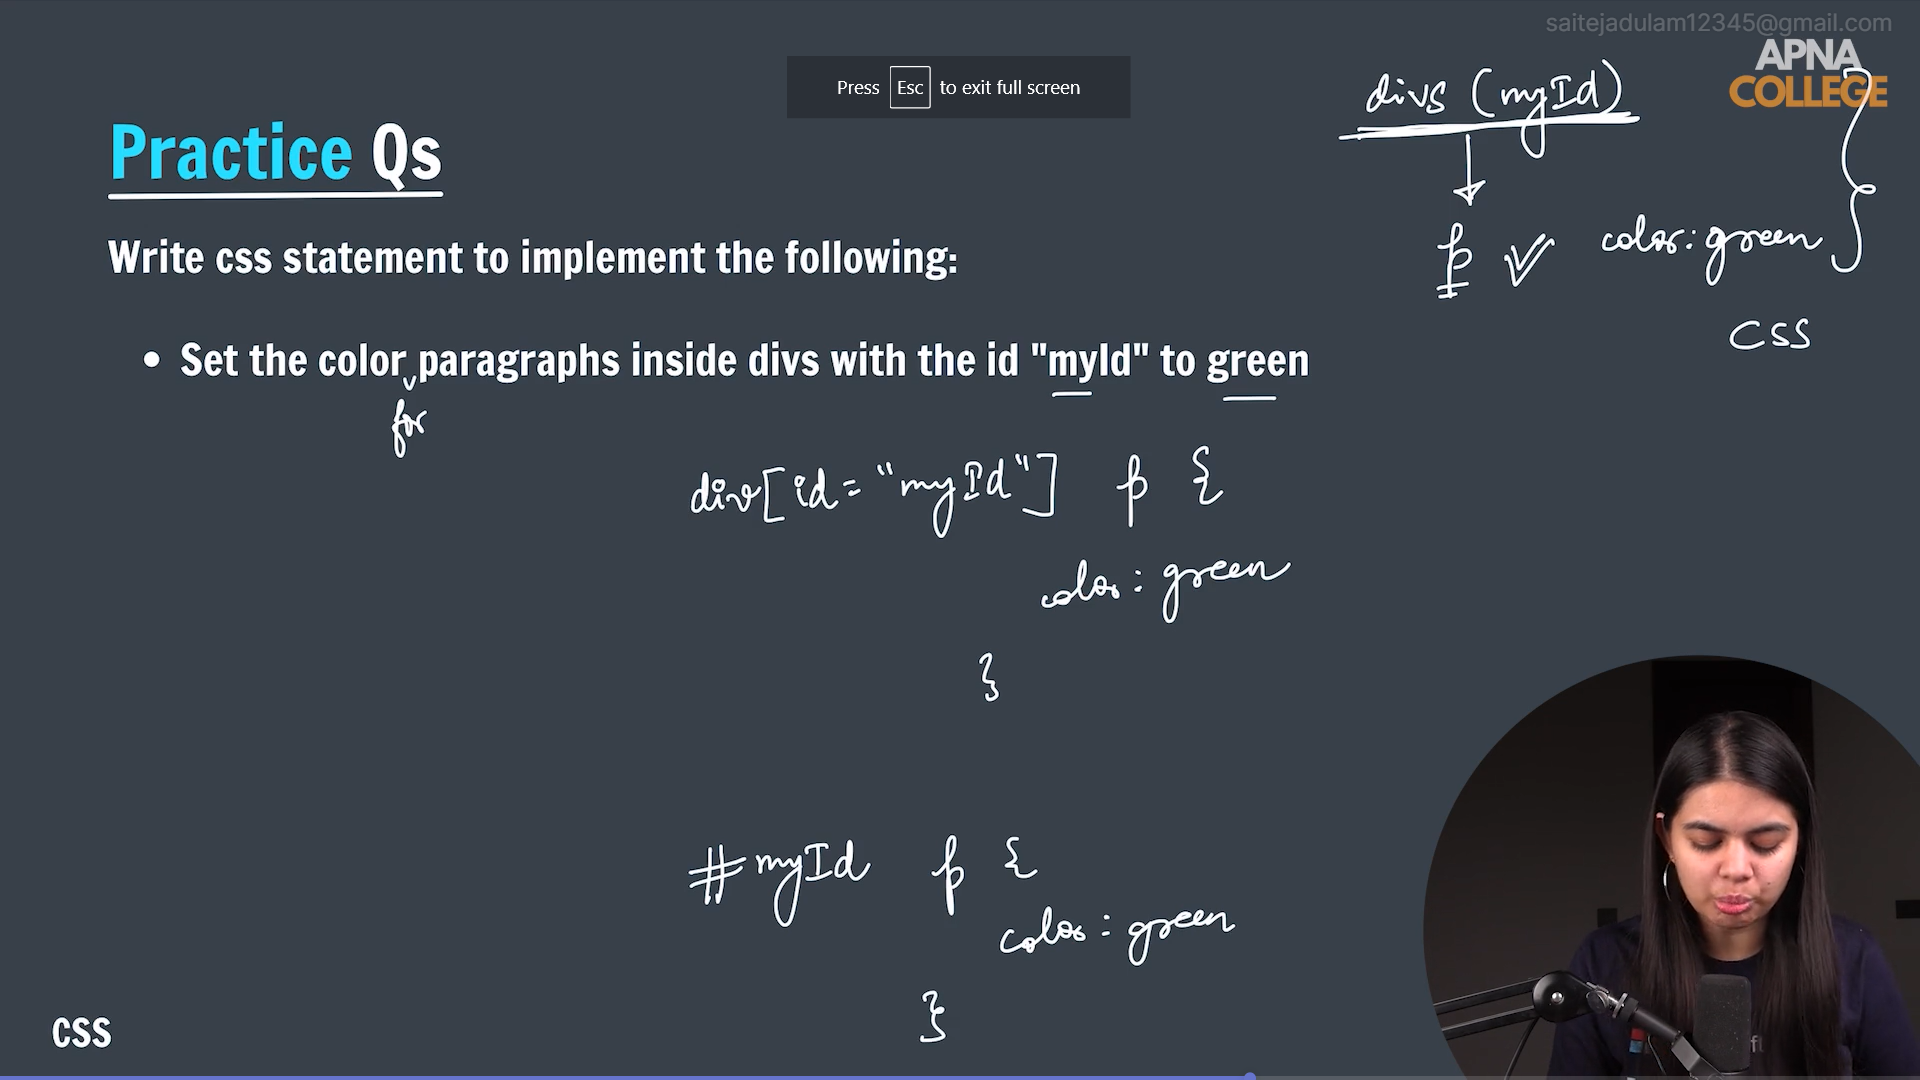 saitejadulam12345@gmail.com
APNA
COLLEGE
Press Esc to exit full screen
divs (myId)
Practice Qs
p color: green
Write css statement to implement the following:
CSS
• Set the color paragraphs inside divs with the id "myId" to green
for
div[id = "myId"] p {
color: green
}
#myId p {
color: green
}
CSS